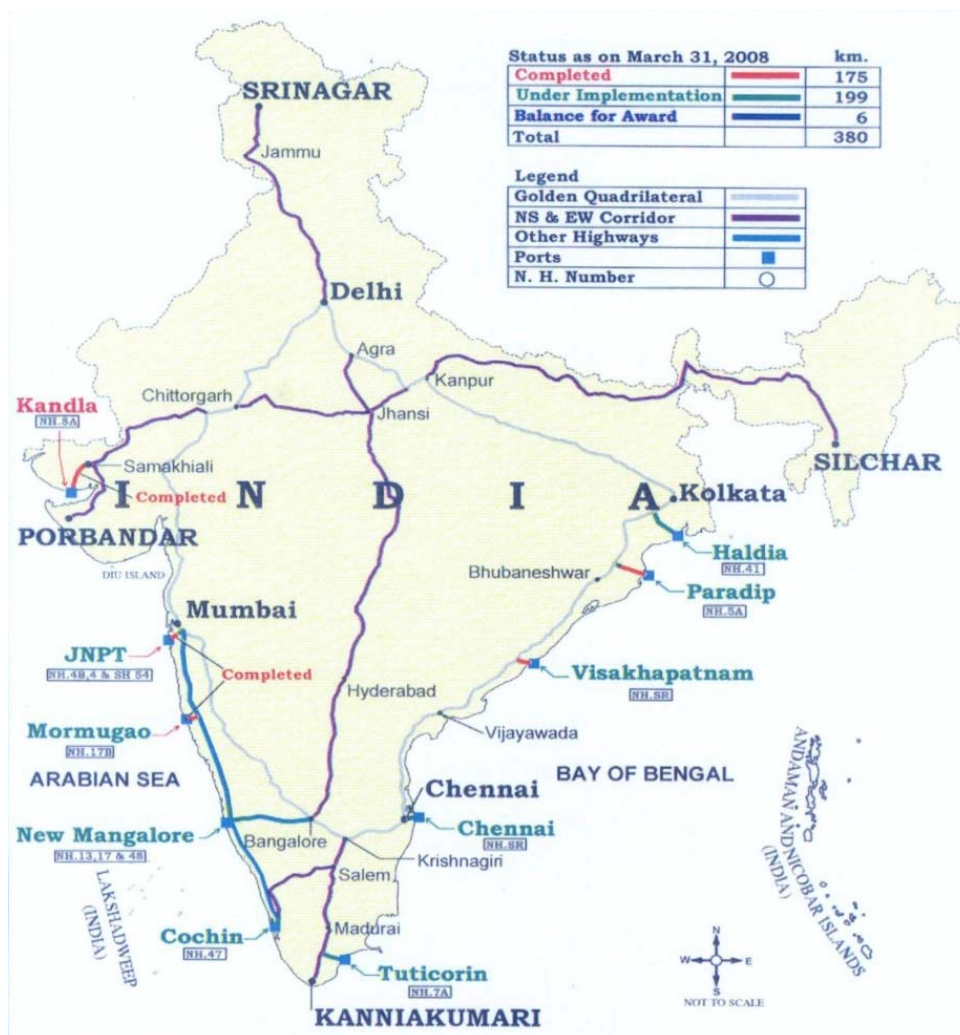 Status as on March 31, 2008 km.
Completed 175
Under Implementation 199
Balance for Award 6
Total 380
Legend
Golden Quadrilateral
NS & EW Corridor
Other Highways
Ports
N. H. Number
SRINAGAR
Jammu
Delhi
Agra
Kanpur
Chittorgarh
Jhansi
Kandla
NH.8A
Samakhiali
Completed
SILCHAR
I N D I A
Kolkata
PORBANDAR
Haldia
NH.41
DIU ISLAND
Bhubaneshwar
Paradip
NH.5A
Mumbai
JNPT
NH.4B,4 & SH 54
Completed
Visakhapatnam
NH.SR
Hyderabad
Mormugao
NH.17B
Vijayawada
ARABIAN SEA
BAY OF BENGAL
Chennai
New Mangalore
NH.13,17 & 48
Chennai
NH.SR
Bangalore
Krishnagiri
Salem
LAKSHADWEEP
(INDIA)
ANDAMAN AND NICOBAR ISLANDS
(INDIA)
Cochin
NH.47
Madurai
Tuticorin
NH.7A
KANNIAKUMARI
N
W E
S
NOT TO SCALE